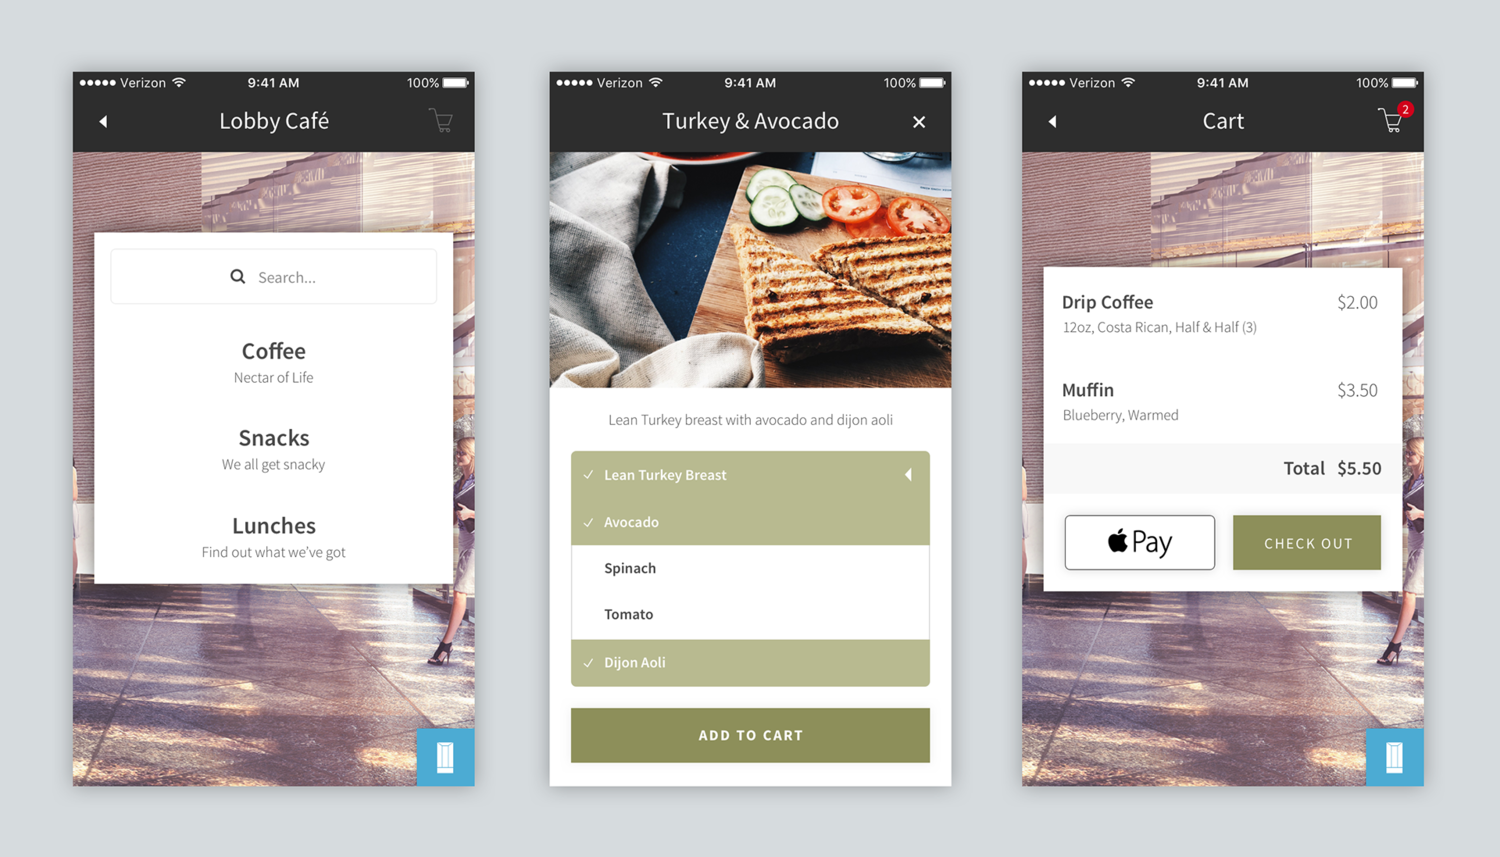 Verizon 9:41 AM 100%
Lobby Café
Search...
Coffee
Nectar of Life
Snacks
We all get snacky
Lunches
Find out what we've got
Verizon 9:41 AM 100%
Turkey & Avocado
Lean Turkey breast with avocado and dijon aoli
Lean Turkey Breast
Avocado
Spinach
Tomato
Dijon Aoli
ADD TO CART
Verizon 9:41 AM 100%
Cart 2
Drip Coffee $2.00
12oz, Costa Rican, Half & Half (3)
Muffin $3.50
Blueberry, Warmed
Total $5.50
Pay CHECK OUT